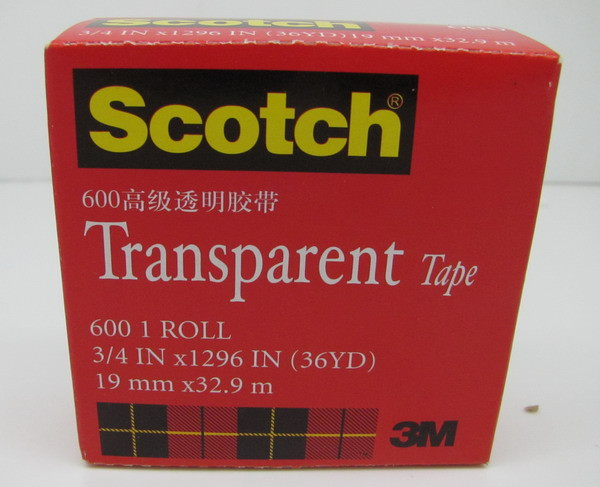 Scotch
3/4 IN x1296 IN (36YD)19 mm x32.9 m
Scotch®
600高级透明胶带
Transparent Tape
600 1 ROLL
3/4 IN x1296 IN (36YD)
19 mm x32.9 m
3M